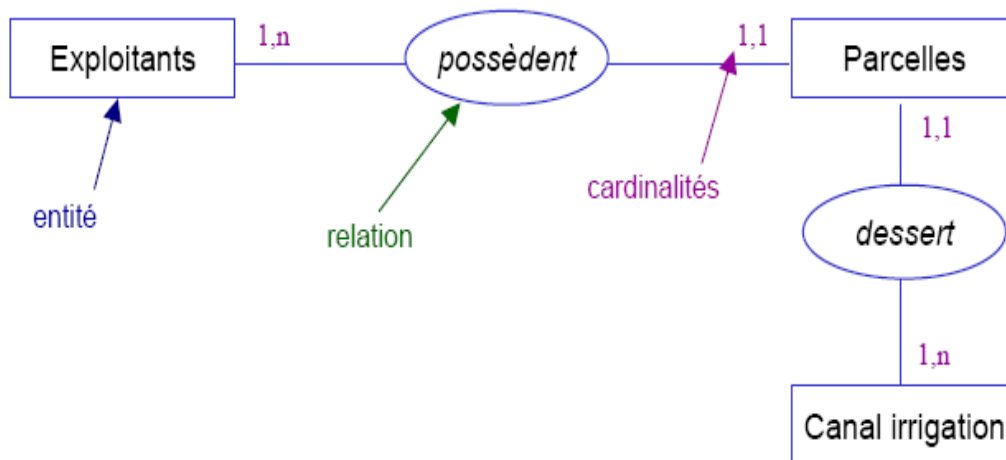 1,n
1,1
Exploitants
possèdent
Parcelles
1,1
entité
relation
cardinalités
dessert
1,n
Canal irrigation